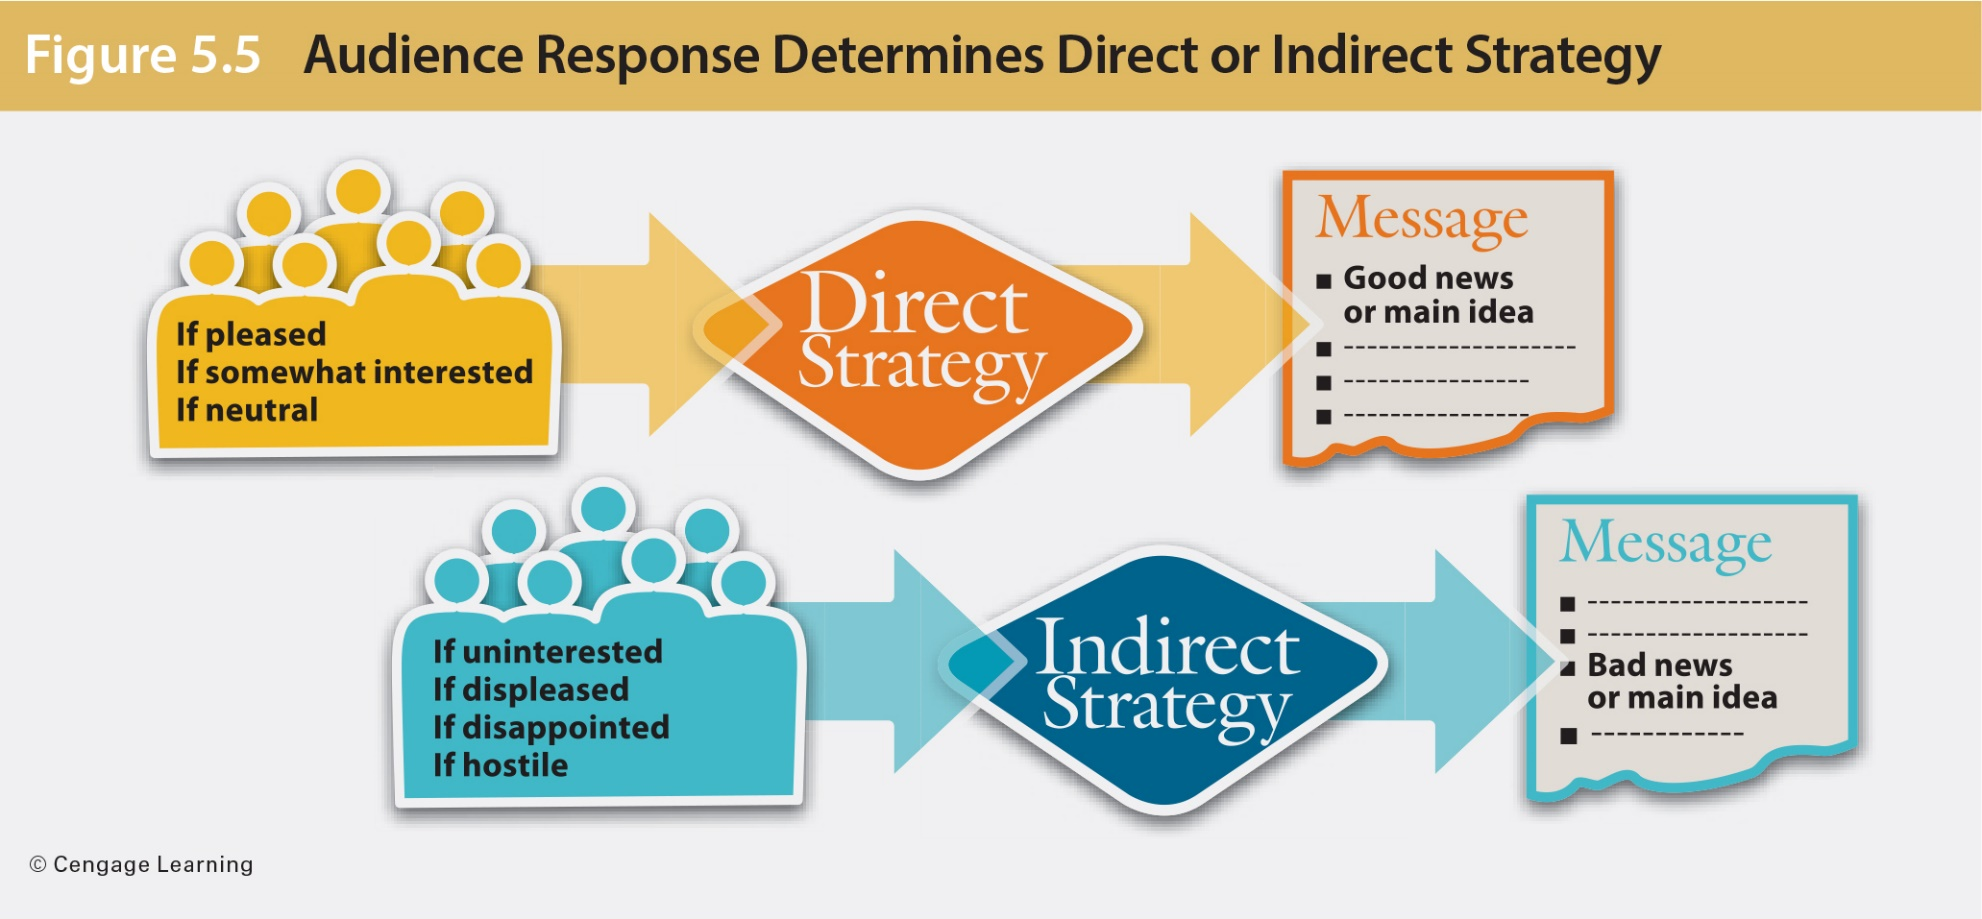 Figure 5.5 Audience Response Determines Direct or Indirect Strategy
If pleased
If somewhat interested
If neutral
Direct
Strategy
Message
■ Good news
or main idea
■ --------------------
■ ----------------
■ ----------------
If uninterested
If displeased
If disappointed
If hostile
Indirect
Strategy
Message
■ -------------------
■ -------------------
■ Bad news
or main idea
■ -------------
© Cengage Learning